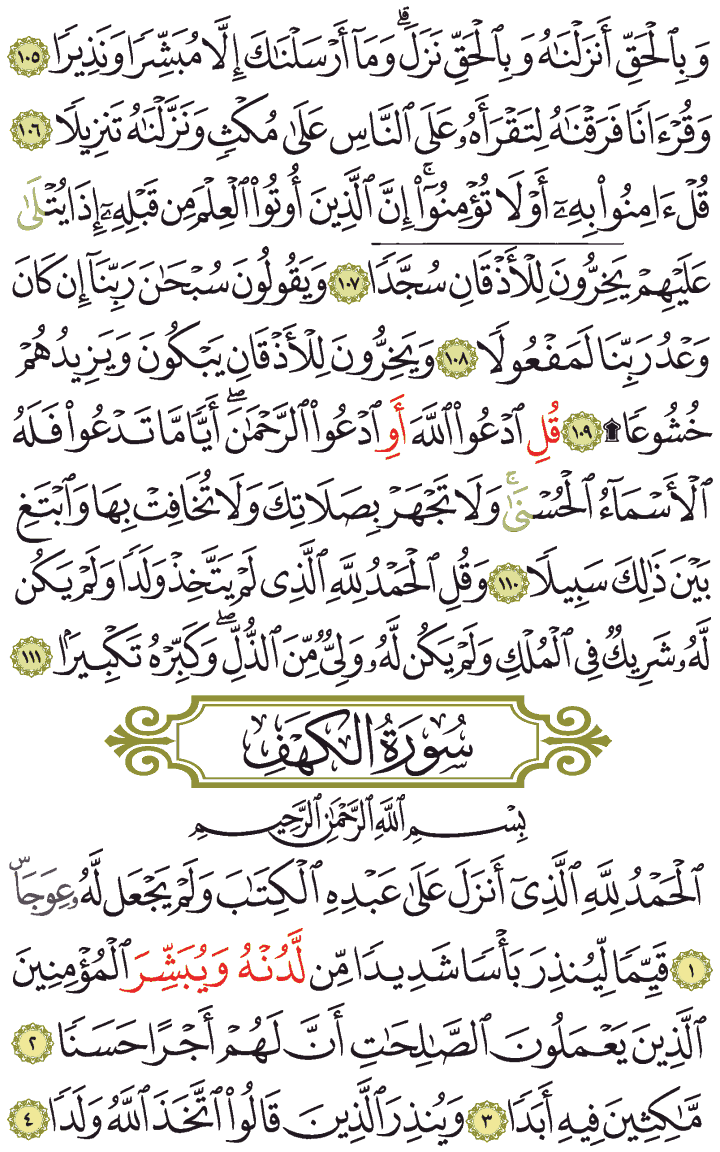 وَبِٱلْحَقِّ أَنزَلْنَٰهُ وَبِٱلْحَقِّ نَزَلَ ۗ وَمَآ أَرْسَلْنَٰكَ إِلَّا مُبَشِّرًا وَنَذِيرًا ١٠٥
وَقُرْءَانًا فَرَقْنَٰهُ لِتَقْرَأَهُۥ عَلَى ٱلنَّاسِ عَلَىٰ مُكْثٍ وَنَزَّلْنَٰهُ تَنزِيلًا ١٠٦
قُلْ ءَامِنُوا۟ بِهِۦٓ أَوْ لَا تُؤْمِنُوٓا۟ ۚ إِنَّ ٱلَّذِينَ أُوتُوا۟ ٱلْعِلْمَ مِن قَبْلِهِۦٓ إِذَا يُتْلَىٰ
عَلَيْهِمْ يَخِرُّونَ لِلْأَذْقَانِ سُجَّدًا ١٠٧ وَيَقُولُونَ سُبْحَٰنَ رَبِّنَآ إِن كَانَ
وَعْدُ رَبِّنَا لَمَفْعُولًا ١٠٨ وَيَخِرُّونَ لِلْأَذْقَانِ يَبْكُونَ وَيَزِيدُهُمْ
خُشُوعًا ۩ ١٠٩ قُلِ ٱدْعُوا۟ ٱللَّهَ أَوِ ٱدْعُوا۟ ٱلرَّحْمَٰنَ ۖ أَيًّا مَّا تَدْعُوا۟ فَلَهُ
ٱلْأَسْمَآءُ ٱلْحُسْنَىٰ ۚ وَلَا تَجْهَرْ بِصَلَاتِكَ وَلَا تُخَافِتْ بِهَا وَٱبْتَغِ
بَيْنَ ذَٰلِكَ سَبِيلًا ١١٠ وَقُلِ ٱلْحَمْدُ لِلَّهِ ٱلَّذِى لَمْ يَتَّخِذْ وَلَدًا وَلَمْ يَكُن
لَّهُۥ شَرِيكٌ فِى ٱلْمُلْكِ وَلَمْ يَكُن لَّهُۥ وَلِىٌّ مِّنَ ٱلذُّلِّ ۖ وَكَبِّرْهُ تَكْبِيرًۢا ١١١
سُورَةُ الكَهْفِ
بِسْمِ ٱللَّهِ ٱلرَّحْمَٰنِ ٱلرَّحِيمِ
ٱلْحَمْدُ لِلَّهِ ٱلَّذِىٓ أَنزَلَ عَلَىٰ عَبْدِهِ ٱلْكِتَٰبَ وَلَمْ يَجْعَل لَّهُۥ عِوَجَاۜ
١ قَيِّمًا لِّيُنذِرَ بَأْسًا شَدِيدًا مِّن لَّدُنْهُ وَيُبَشِّرَ ٱلْمُؤْمِنِينَ
ٱلَّذِينَ يَعْمَلُونَ ٱلصَّٰلِحَٰتِ أَنَّ لَهُمْ أَجْرًا حَسَنًا ٢
مَّٰكِثِينَ فِيهِ أَبَدًا ٣ وَيُنذِرَ ٱلَّذِينَ قَالُوا۟ ٱتَّخَذَ ٱللَّهُ وَلَدًا ٤